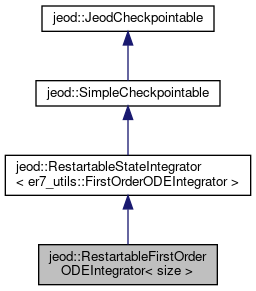 jeod::JeodCheckpointable
jeod::SimpleCheckpointable
jeod::RestartableStateIntegrator
< er7_utils::FirstOrderODEIntegrator >
jeod::RestartableFirstOrder
ODEIntegrator< size >